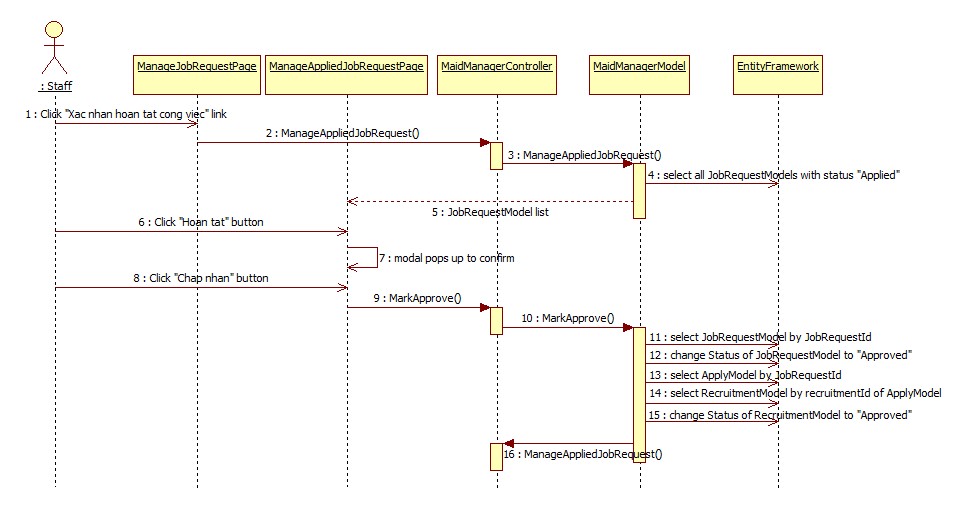 : Staff
ManageJobRequestPage
ManageAppliedJobRequestPage
MaidManagerController
MaidManagerModel
EntityFramework
1 : Click "Xac nhan hoan tat cong viec" link
2 : ManageAppliedJobRequest()
3 : ManageAppliedJobRequest()
4 : select all JobRequestModels with status "Applied"
5 : JobRequestModel list
6 : Click "Hoan tat" button
7 : modal pops up to confirm
8 : Click "Chap nhan" button
9 : MarkApprove()
10 : MarkApprove()
11 : select JobRequestModel by JobRequestId
12 : change Status of JobRequestModel to "Approved"
13 : select ApplyModel by JobRequestId
14 : select RecruitmentModel by recruitmentId of ApplyModel
15 : change Status of RecruitmentModel to "Approved"
16 : ManageAppliedJobRequest()